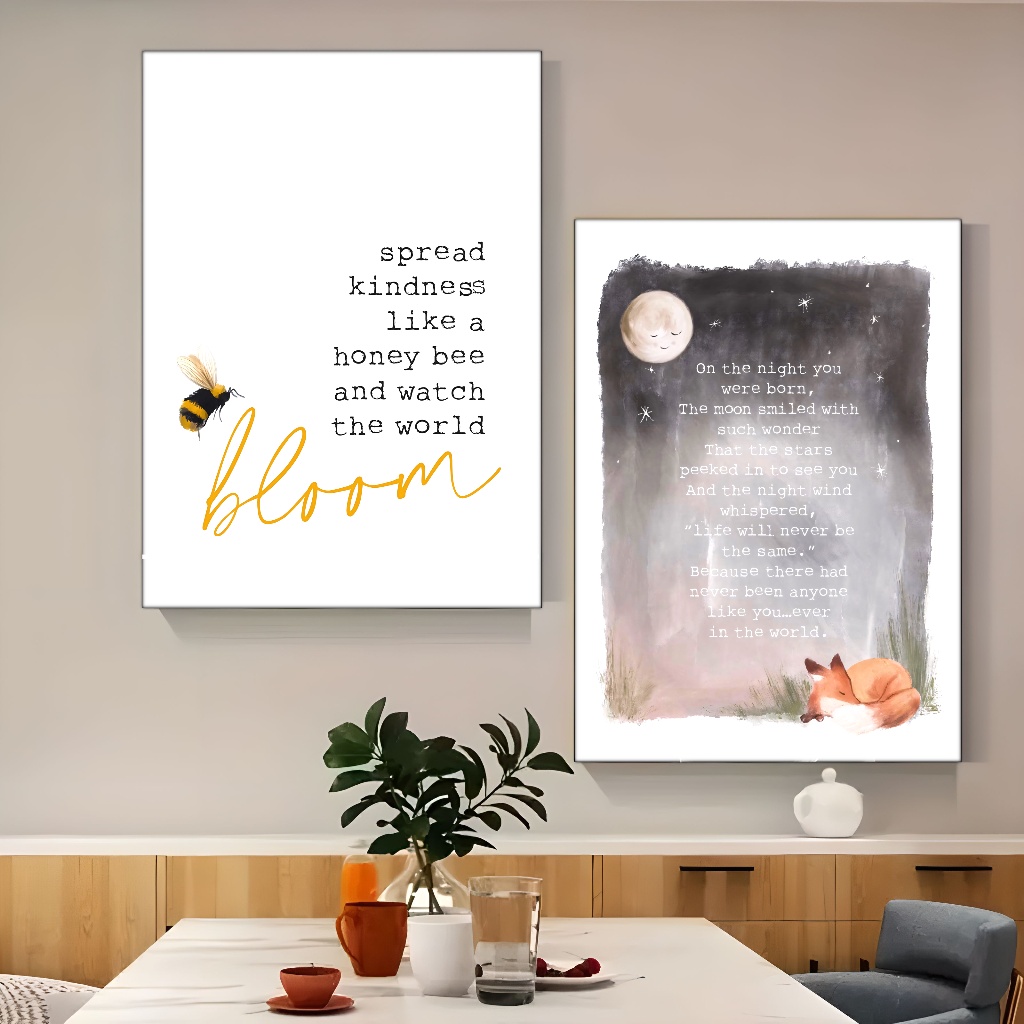 spread
kindness
like a
honey bee
and watch
the world
bloom
On the night you
were born,
The moon smiled with
such wonder
That the stars
peeked in to see you
And the night wind
whispered,
"life will never be
the same."
Because there had
never been anyone
like you...ever
in the world.